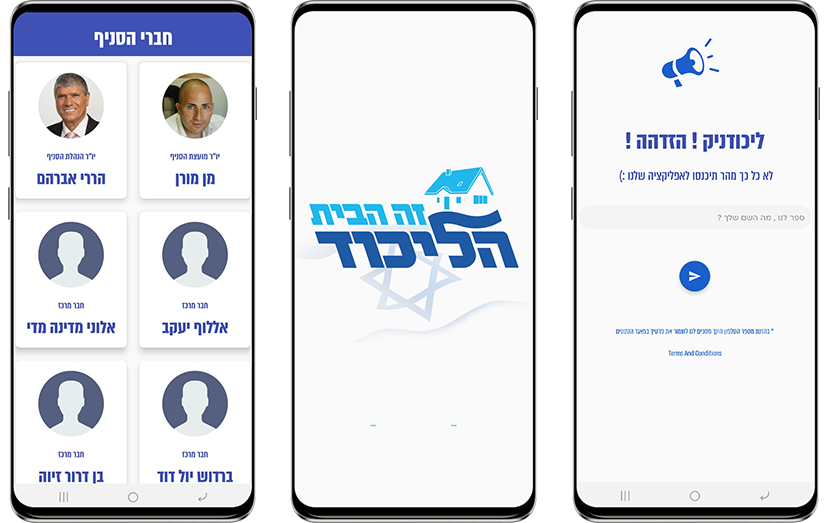 חברי הסניף
יו"ר מועצת הסניף
מן מורן
יו"ר הנהלת הסניף
הררי אברהם
חבר מרכז
אללוף יעקב
חבר מרכז
אלוני מדינה מדי
חבר מרכז
ברדוש יול דוד
חבר מרכז
בן דרור זיוה
זה הבית
הליכוד
ליכודניק ! הזדהה !
לא כל כך מהר תיכנסו לאפליקציה שלנו :)
ספר לנו , מה השם שלך ?
* בהזנת מספר הטלפון הינך מסכים לנו לשמור את פרטיך במאגר הנתונים
Terms And Conditions